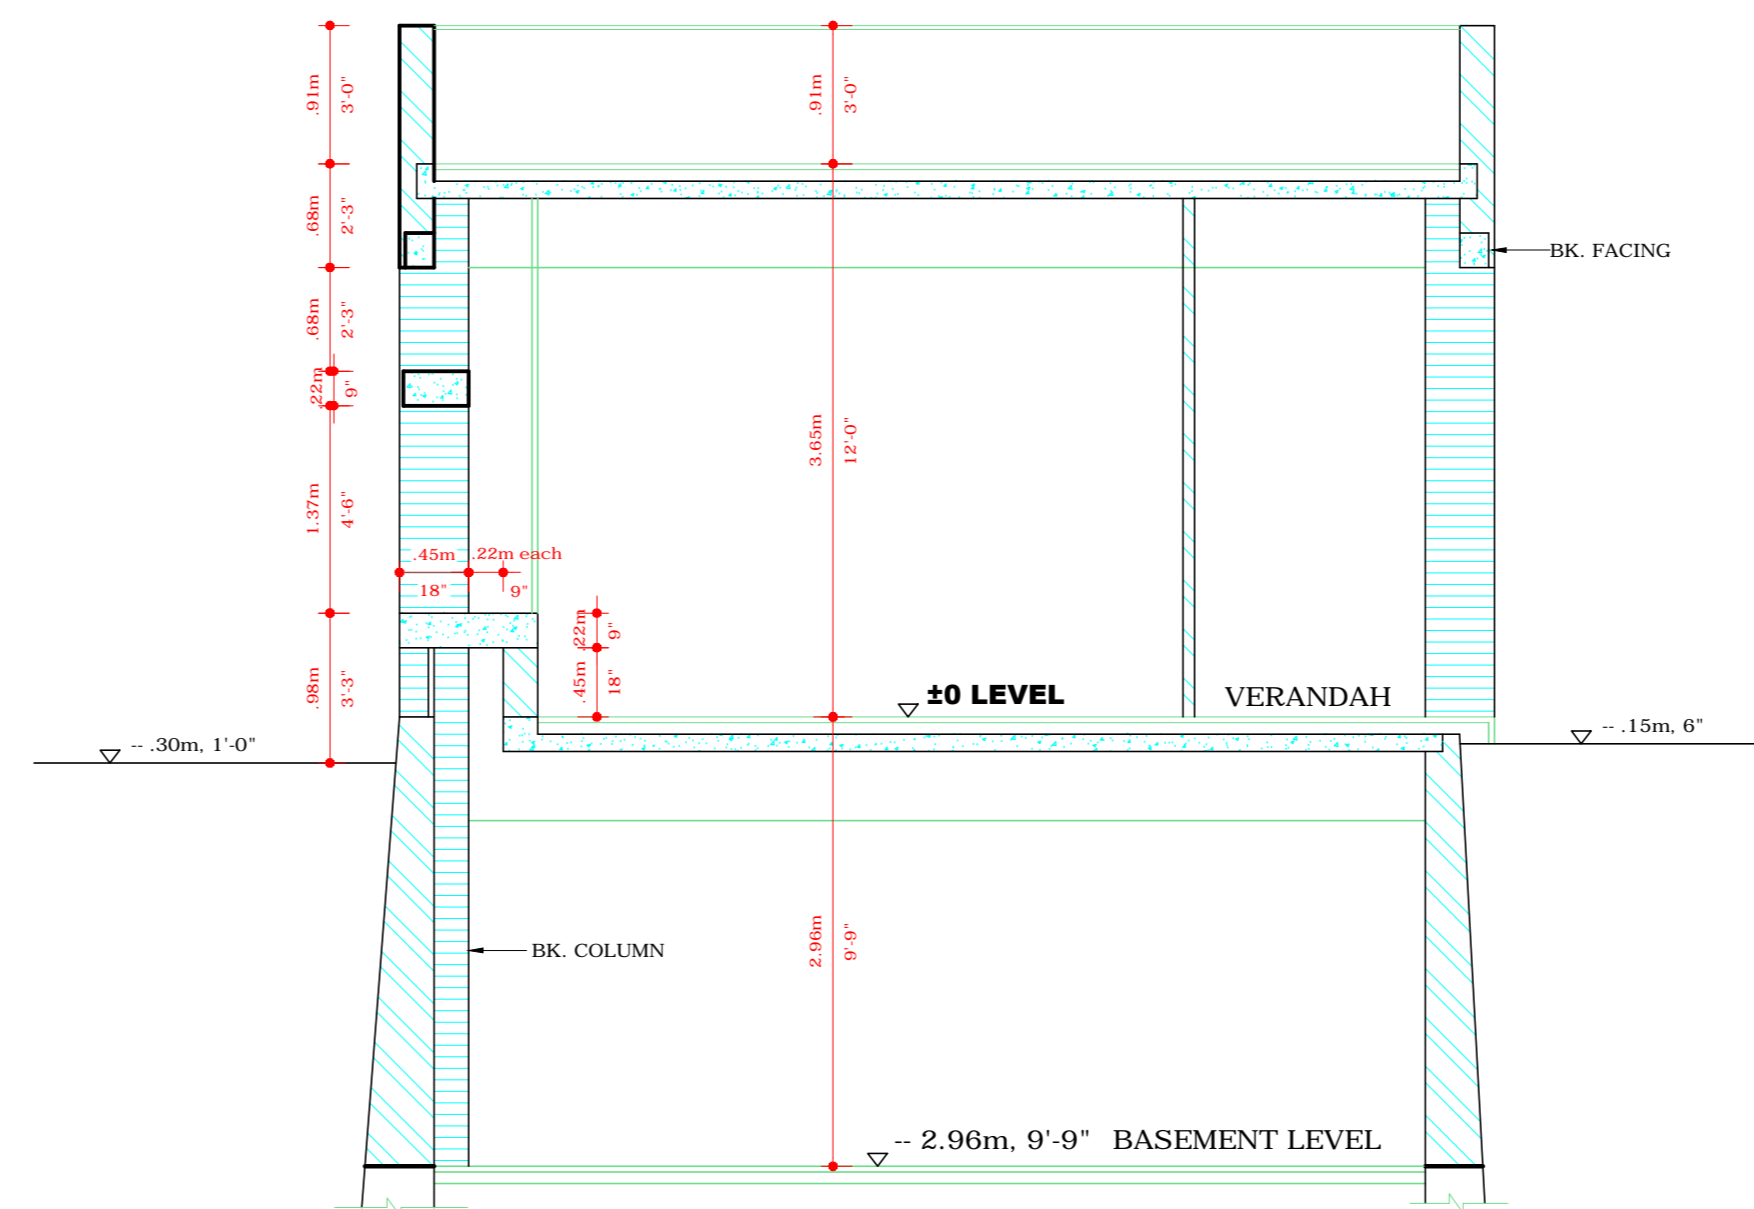 .91m
3'-0"
.91m
3'-0"
.68m
2'-3"
BK. FACING
.68m
2'-3"
.22m
9"
3.65m
12'-0"
1.37m
4'-6"
.45m
.22m each
18"
9"
.22m
9"
.45m
18"
.98m
3'-3"
±0 LEVEL
VERANDAH
-- .30m, 1'-0"
-- .15m, 6"
2.96m
9'-9"
BK. COLUMN
-- 2.96m, 9'-9" BASEMENT LEVEL